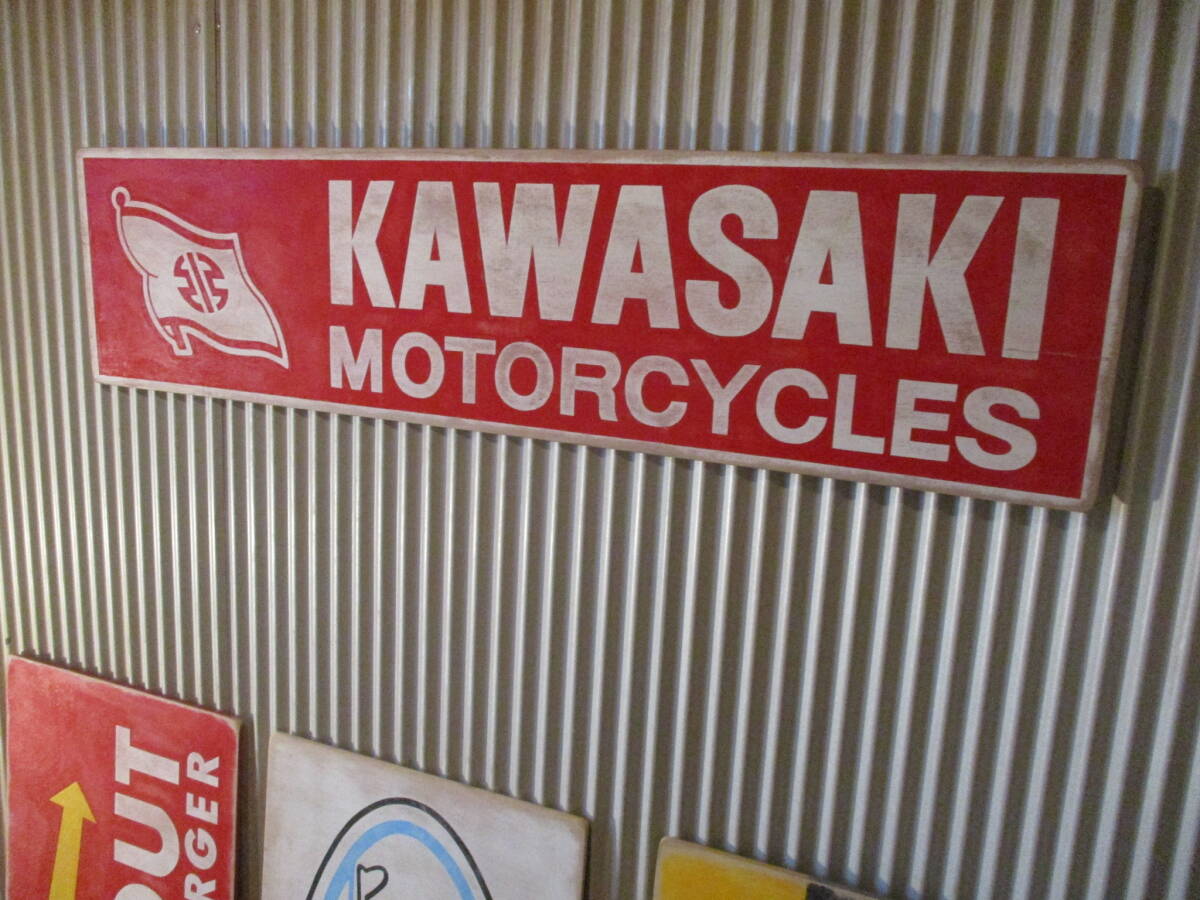 KAWASAKI
MOTORCYCLES
OUT
RGER